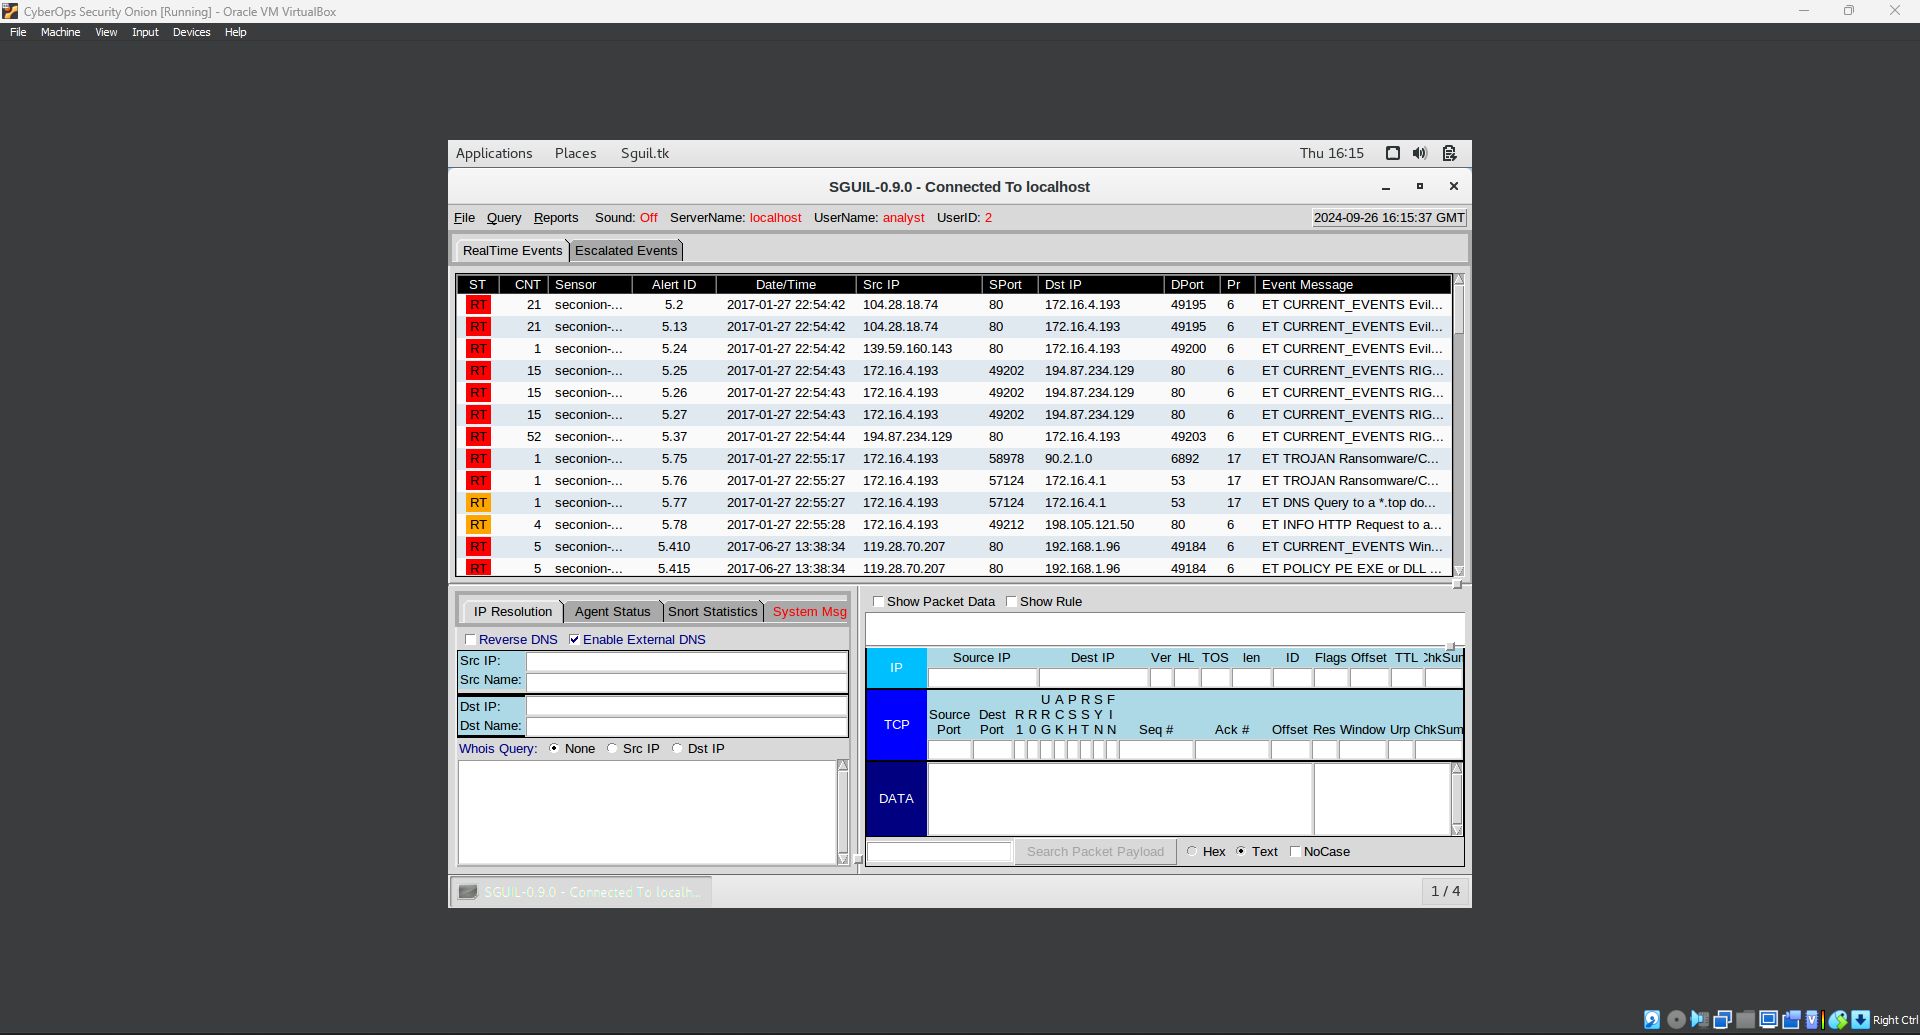 CyberOps Security Onion [Running] - Oracle VM VirtualBox
File Machine View Input Devices Help
Applications Places Sguil.tk Thu 16:15
SGUIL-0.9.0 - Connected To localhost
File Query Reports Sound: Off ServerName: localhost UserName: analyst UserID: 2 2024-09-26 16:15:37 GMT
RealTime Events Escalated Events
ST CNT Sensor Alert ID Date/Time Src IP SPort Dst IP DPort Pr Event Message
RT 21 seconion-... 5.2 2017-01-27 22:54:42 104.28.18.74 80 172.16.4.193 49195 6 ET CURRENT_EVENTS Evil...
RT 21 seconion-... 5.13 2017-01-27 22:54:42 104.28.18.74 80 172.16.4.193 49195 6 ET CURRENT_EVENTS Evil...
RT 1 seconion-... 5.24 2017-01-27 22:54:42 139.59.160.143 80 172.16.4.193 49200 6 ET CURRENT_EVENTS Evil...
RT 15 seconion-... 5.25 2017-01-27 22:54:43 172.16.4.193 49202 194.87.234.129 80 6 ET CURRENT_EVENTS RIG...
RT 15 seconion-... 5.26 2017-01-27 22:54:43 172.16.4.193 49202 194.87.234.129 80 6 ET CURRENT_EVENTS RIG...
RT 15 seconion-... 5.27 2017-01-27 22:54:43 172.16.4.193 49202 194.87.234.129 80 6 ET CURRENT_EVENTS RIG...
RT 52 seconion-... 5.37 2017-01-27 22:54:44 194.87.234.129 80 172.16.4.193 49203 6 ET CURRENT_EVENTS RIG...
RT 1 seconion-... 5.75 2017-01-27 22:55:17 172.16.4.193 58978 90.2.1.0 6892 17 ET TROJAN Ransomware/C...
RT 1 seconion-... 5.76 2017-01-27 22:55:27 172.16.4.193 57124 172.16.4.1 53 17 ET TROJAN Ransomware/C...
RT 1 seconion-... 5.77 2017-01-27 22:55:27 172.16.4.193 57124 172.16.4.1 53 17 ET DNS Query to a *.top do...
RT 4 seconion-... 5.78 2017-01-27 22:55:28 172.16.4.193 49212 198.105.121.50 80 6 ET INFO HTTP Request to a...
RT 5 seconion-... 5.410 2017-06-27 13:38:34 119.28.70.207 80 192.168.1.96 49184 6 ET CURRENT_EVENTS Win...
RT 5 seconion-... 5.415 2017-06-27 13:38:34 119.28.70.207 80 192.168.1.96 49184 6 ET POLICY PE EXE or DLL ...
IP Resolution Agent Status Snort Statistics System Msg
Reverse DNS Enable External DNS
Src IP:
Src Name:
Dst IP:
Dst Name:
Whois Query: None Src IP Dst IP
Show Packet Data Show Rule
IP Source IP Dest IP Ver HL TOS len ID Flags Offset TTL ChkSum
U A P R S F
Source Dest R R R C S S Y I
TCP Port Port 1 0 G K H T N N Seq # Ack # Offset Res Window Urp ChkSum
DATA
Search Packet Payload Hex Text NoCase
SGUIL-0.9.0 - Connected To localh...
1 / 4
Right Ctrl